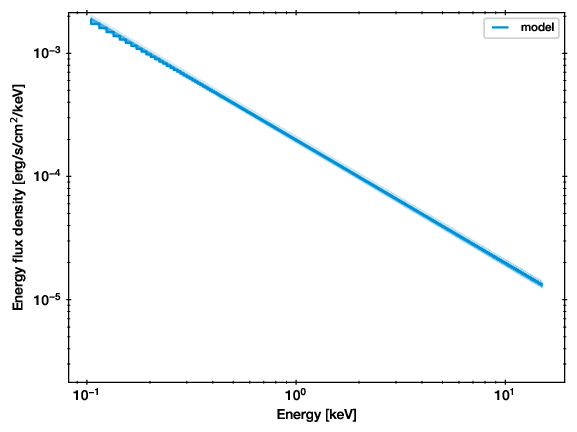 model
10⁻³
10⁻⁴
10⁻⁵
Energy flux density [erg/s/cm²/keV]
10⁻¹
10⁰
10¹
Energy [keV]